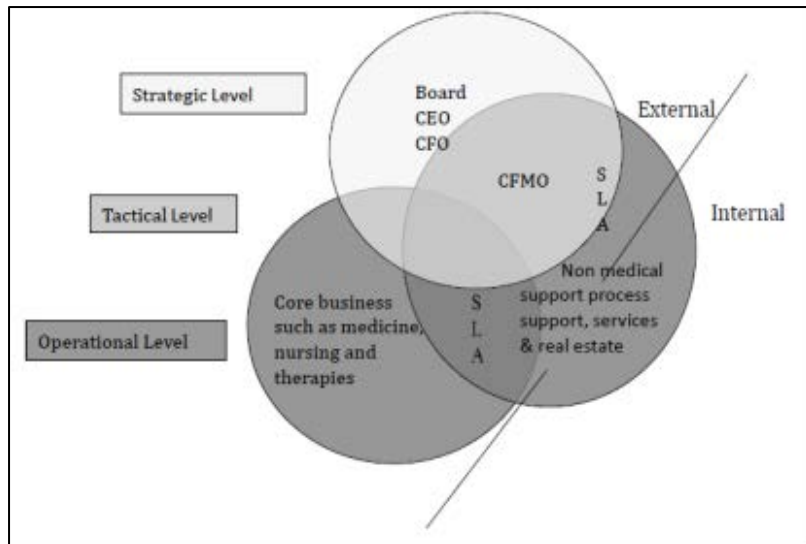 Strategic Level
Board
CEO
CFO
External
CFMO
S
L
A
Tactical Level
Internal
Non medical
support process
support, services
& real estate
Core business
such as medicine,
nursing and
therapies
S
L
A
Operational Level